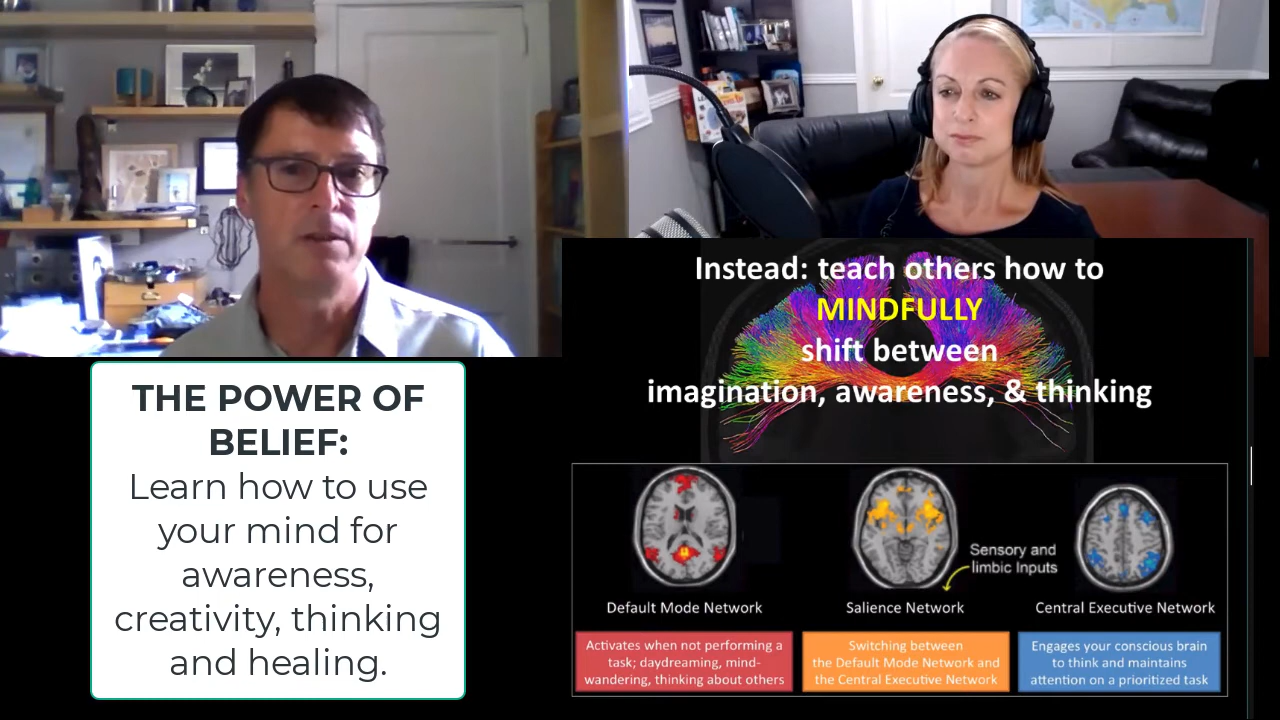 THE POWER OF
BELIEF:
Learn how to use
your mind for
awareness,
creativity, thinking
and healing.
Instead: teach others how to
MINDFULLY
shift between
imagination, awareness, & thinking
Sensory and
limbic Inputs
Default Mode Network
Salience Network
Central Executive Network
Activates when not performing a
task; daydreaming, mind-
wandering, thinking about others
Switching between
the Default Mode Network and
the Central Executive Network
Engages your conscious brain
to think and maintains
attention on a prioritized task